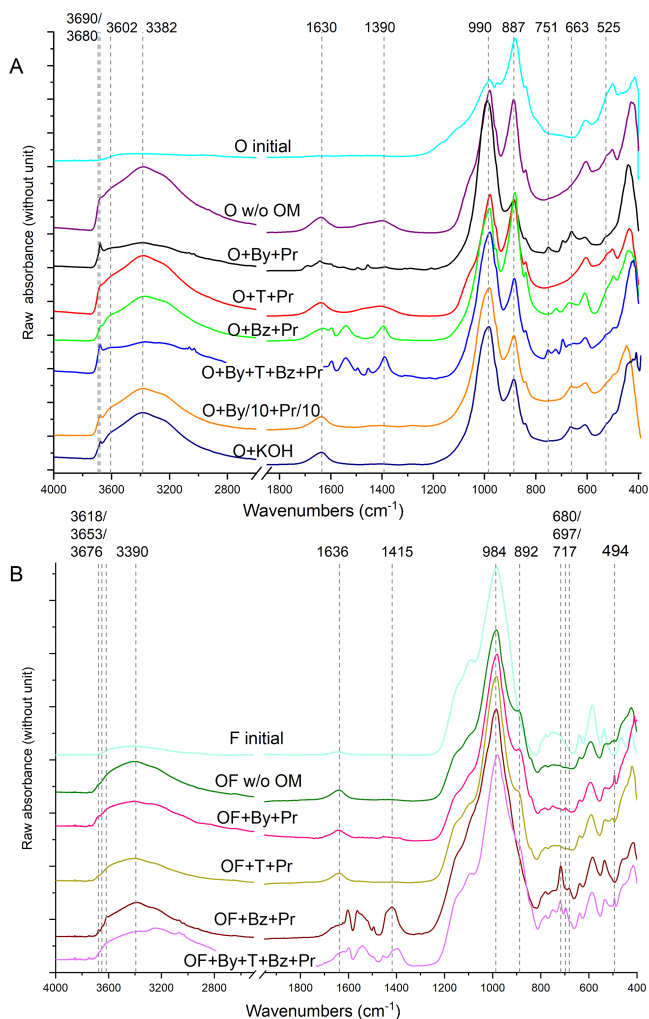 3690/
3680 3602 3382 1630 1390 990 887 751 663 525
A
O initial
O w/o OM
O+By+Pr
O+T+Pr
O+Bz+Pr
O+By+T+Bz+Pr
O+By/10+Pr/10
O+KOH
Raw absorbance (without unit)
4000 3600 3200 2800 1800 1600 1400 1200 1000 800 600 400
Wavenumbers (cm-1)
3618/
3653/
3676 3390 1636 1415 984 892 680/
697/
717 494
B
F initial
OF w/o OM
OF+By+Pr
OF+T+Pr
OF+Bz+Pr
OF+By+T+Bz+Pr
Raw absorbance (without unit)
4000 3600 3200 2800 1800 1600 1400 1200 1000 800 600 400
Wavenumbers (cm-1)